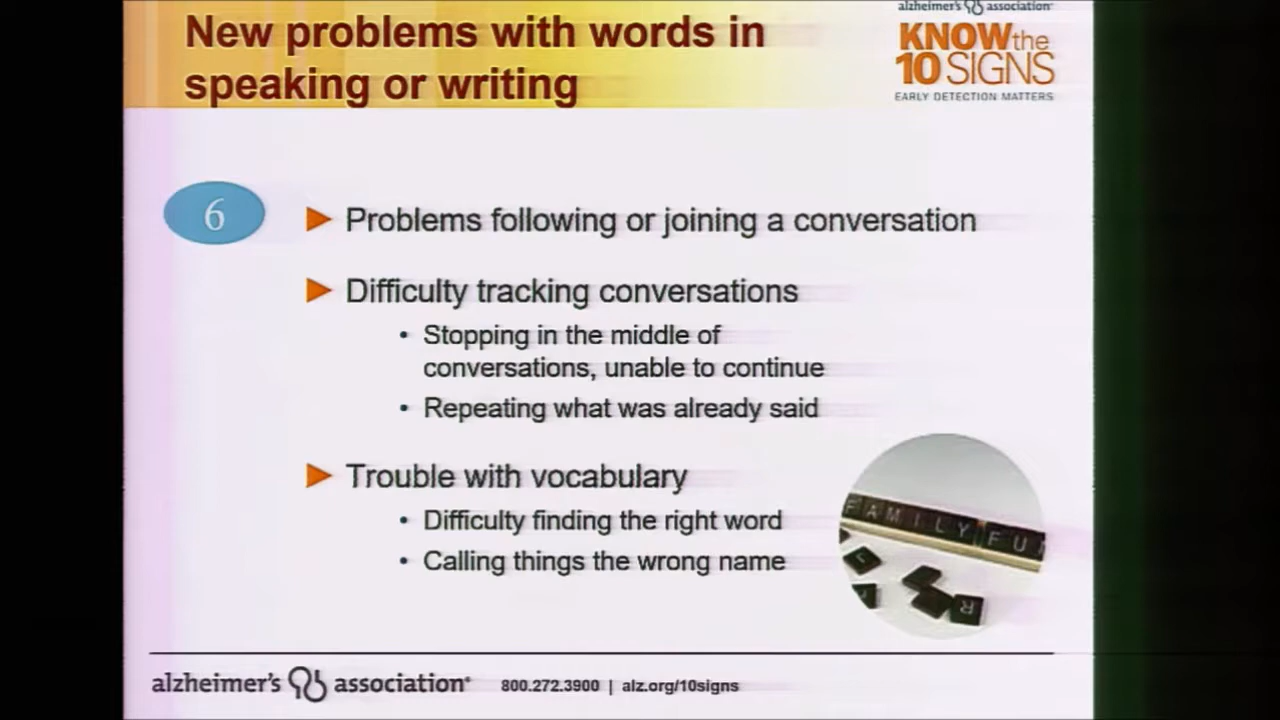 New problems with words in
speaking or writing
alzheimer's association
KNOW the
10 SIGNS
EARLY DETECTION MATTERS
6
Problems following or joining a conversation
Difficulty tracking conversations
• Stopping in the middle of
conversations, unable to continue
• Repeating what was already said
Trouble with vocabulary
• Difficulty finding the right word
• Calling things the wrong name
FAMILY FU
R
alzheimer's association®
800.272.3900 | alz.org/10signs